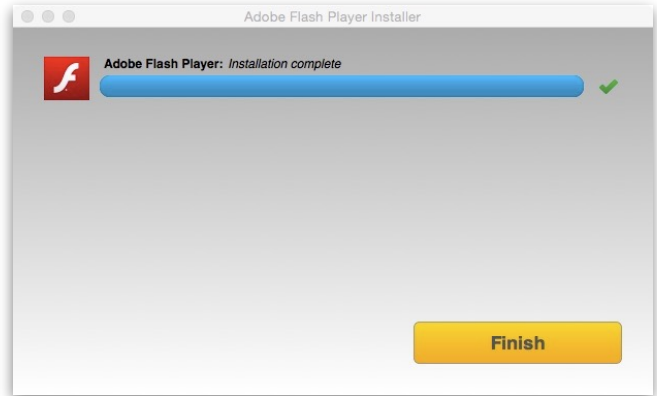 Adobe Flash Player Installer
Adobe Flash Player: Installation complete
Finish